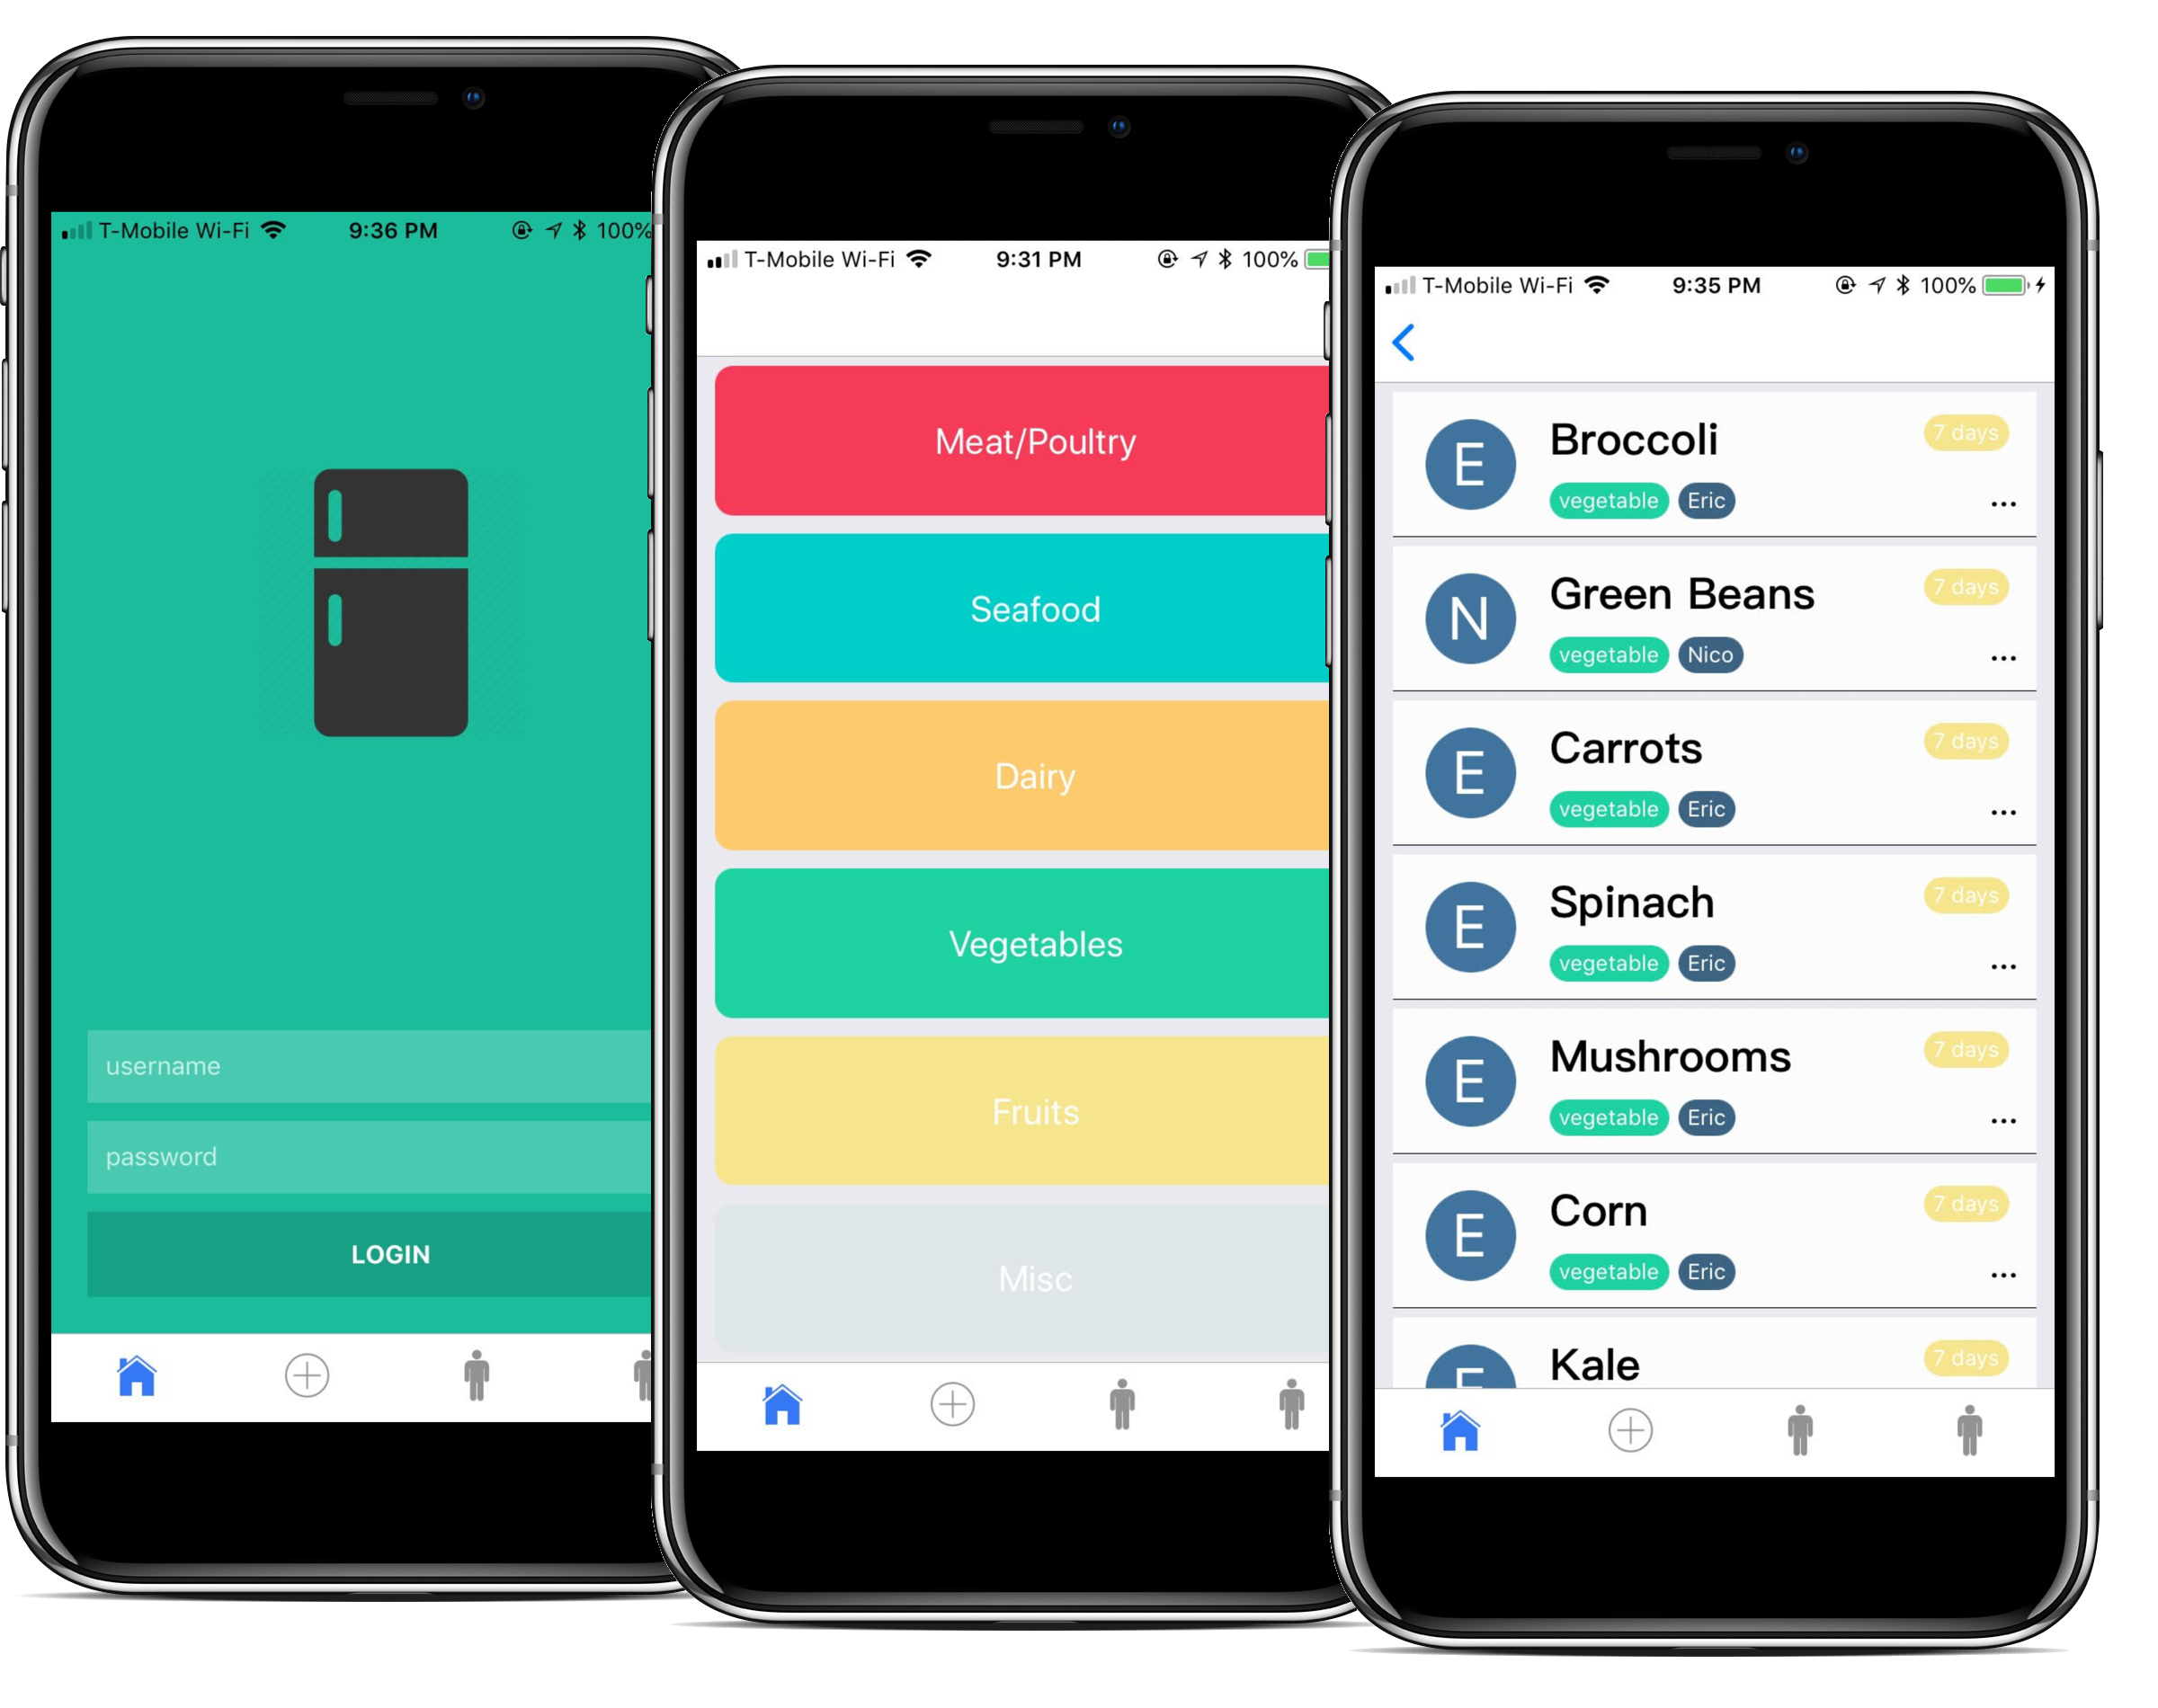 T-Mobile Wi-Fi 9:36 PM 100%
username
password
LOGIN
T-Mobile Wi-Fi 9:31 PM 100%
Meat/Poultry
Seafood
Dairy
Vegetables
Fruits
Misc
T-Mobile Wi-Fi 9:35 PM 100%
E Broccoli 7 days
vegetable Eric ...
N Green Beans 7 days
vegetable Nico ...
E Carrots 7 days
vegetable Eric ...
E Spinach 7 days
vegetable Eric ...
E Mushrooms 7 days
vegetable Eric ...
E Corn 7 days
vegetable Eric ...
E Kale 7 days